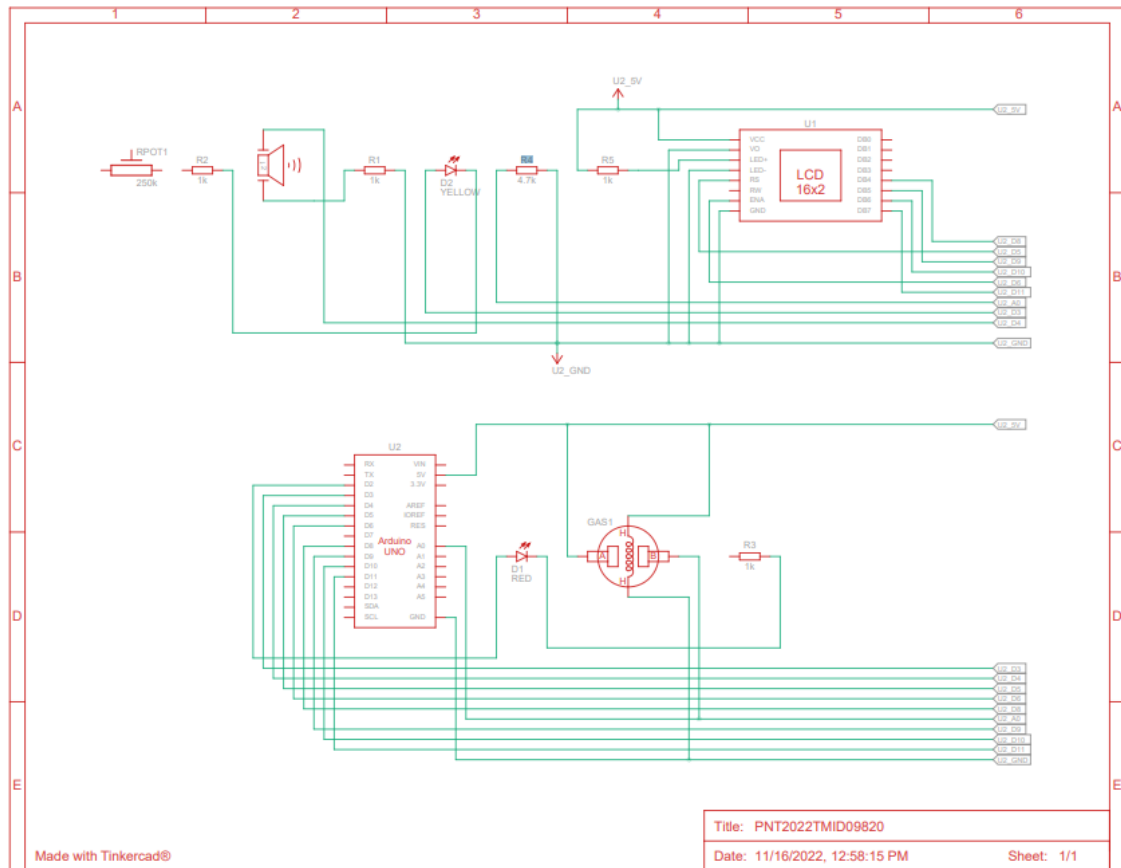 1 2 3 4 5 6
A A
B B
C C
D D
E E
U2_5V
U2_5V
U1
VCC DB0
VO DB1
LED+ DB2
LED- DB3
RS DB4
RW DB5
ENA DB6
GND DB7
LCD
16x2
RPOT1
250k
R2
1k
R1
1k
D2
YELLOW
R4
4.7k
R5
1k
U2_D8
U2_D5
U2_D9
U2_D10
U2_D6
U2_D11
U2_A0
U2_D3
U2_D4
U2_GND
U2_GND
U2_5V
U2
RX VIN
TX 5V
D2 3.3V
D3
D4 AREF
D5 IOREF
D6 RES
D7
D8 A0
D9 A1
D10 A2
D11 A3
D12 A4
D13 A5
SDA
SCL GND
Arduino
UNO
D1
RED
GAS1
H
A B
H
R3
1k
U2_D3
U2_D4
U2_D5
U2_D6
U2_D8
U2_A0
U2_D9
U2_D10
U2_D11
U2_GND
Made with Tinkercad®
Title: PNT2022TMID09820
Date: 11/16/2022, 12:58:15 PM Sheet: 1/1